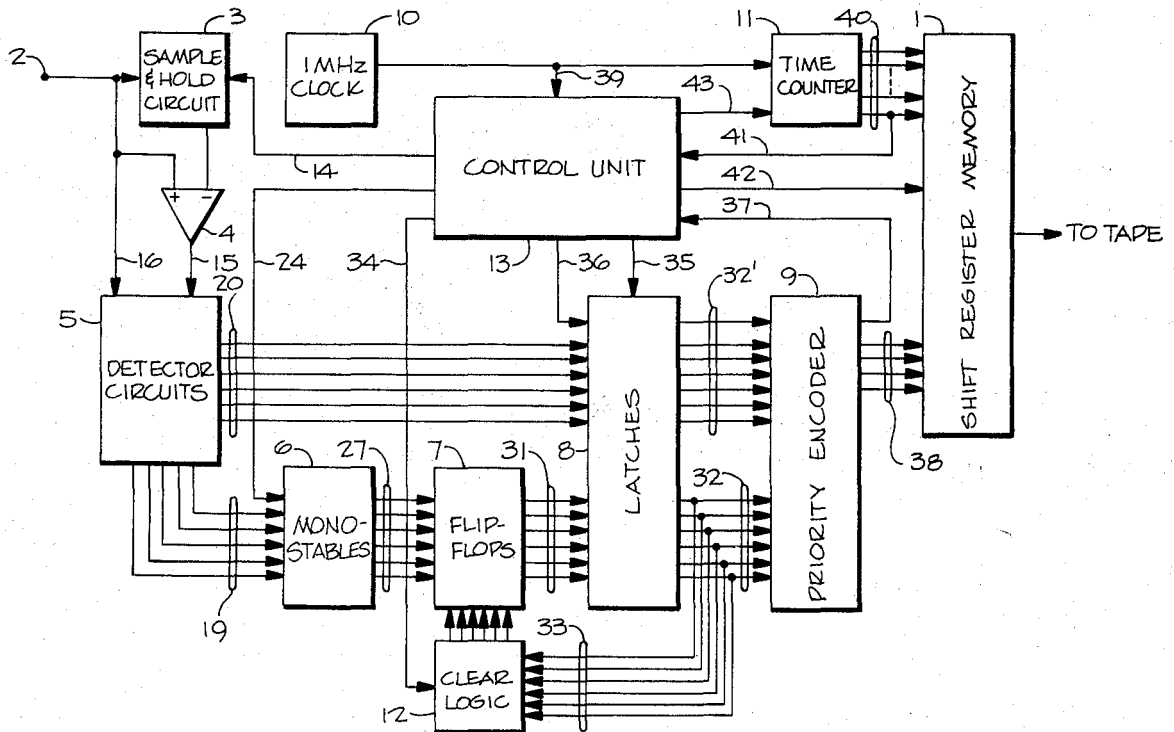 3
10
11
40
1
2
SAMPLE
& HOLD
CIRCUIT
1 MHz
CLOCK
39
43
TIME
COUNTER
41
14
CONTROL UNIT
42
37
+
−
4
16
15
24
34
13
36
35
32'
9
SHIFT REGISTER MEMORY
TO TAPE
5
20
DETECTOR
CIRCUITS
6
27
7
31
8
LATCHES
32
PRIORITY ENCODER
38
MONO-
STABLES
FLIP-
FLOPS
19
33
CLEAR
LOGIC
12